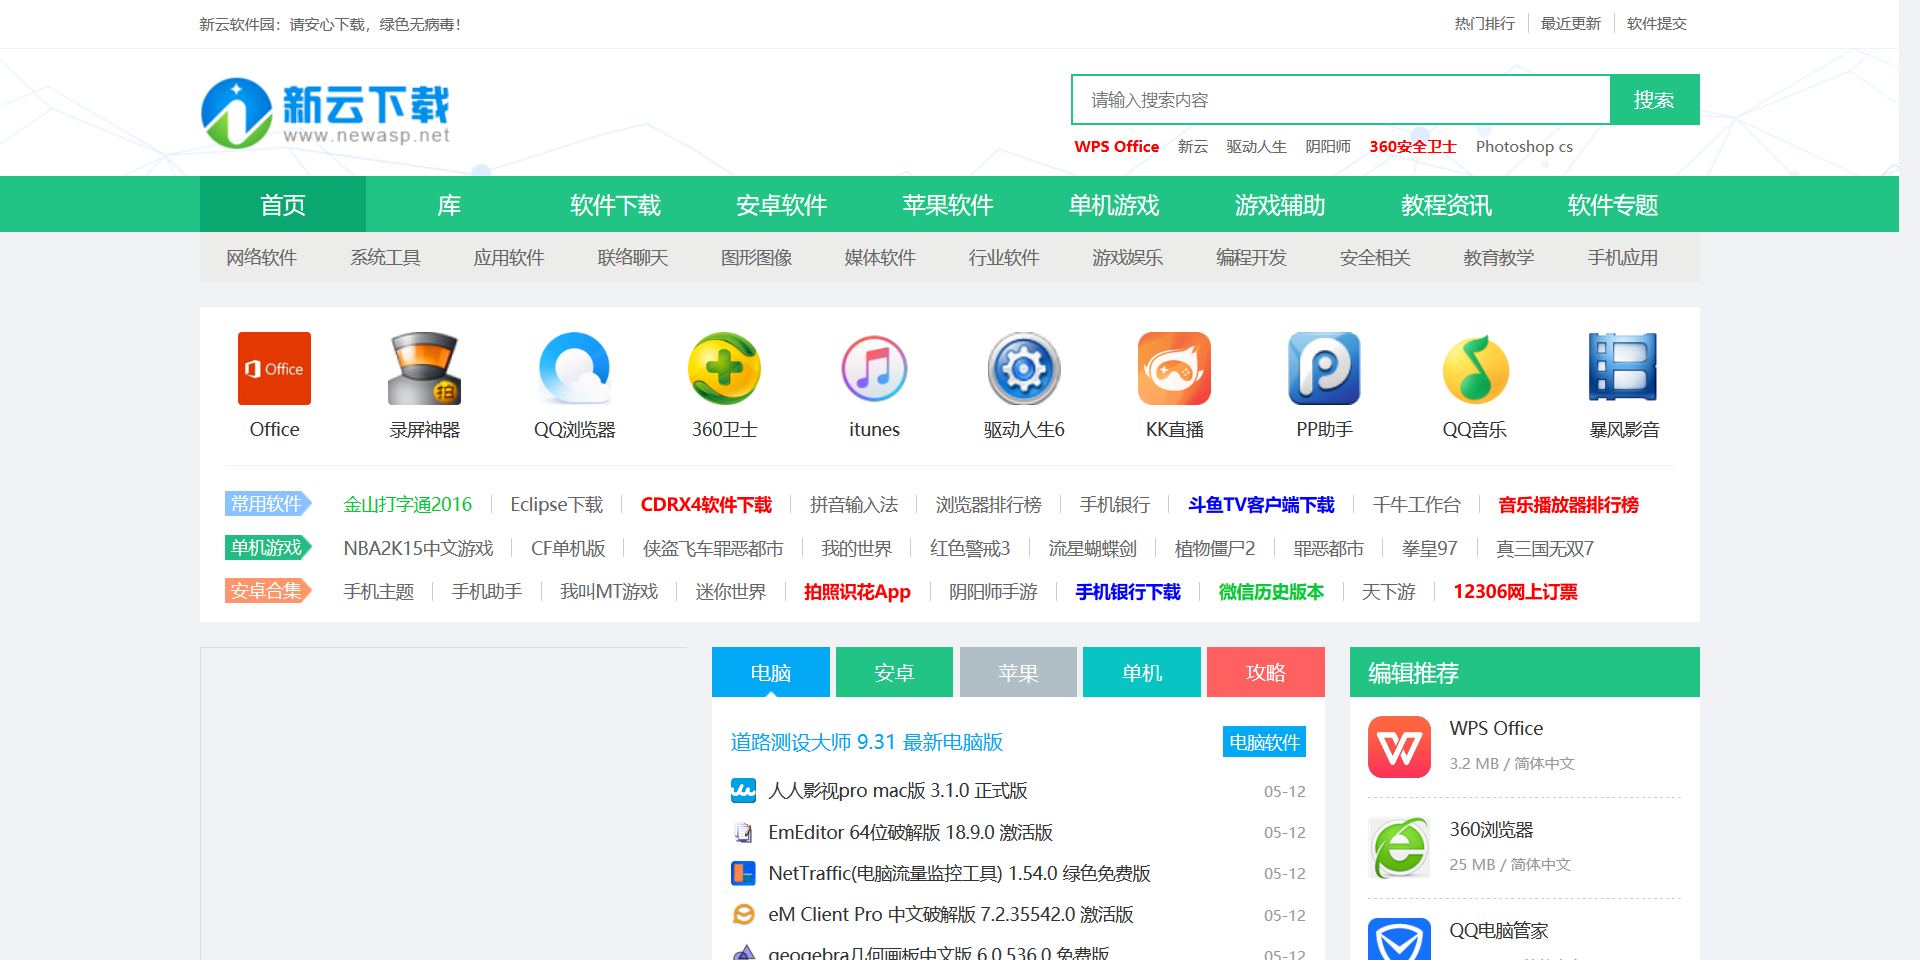 新云软件园：请安心下载，绿色无病毒！
热门排行 最近更新 软件提交
新云下载
www.newasp.net
请输入搜索内容 搜索
WPS Office 新云 驱动人生 阴阳师 360安全卫士 Photoshop cs
首页 库 软件下载 安卓软件 苹果软件 单机游戏 游戏辅助 教程资讯 软件专题
网络软件 系统工具 应用软件 联络聊天 图形图像 媒体软件 行业软件 游戏娱乐 编程开发 安全相关 教育教学 手机应用
Office
拍
Office 录屏神器 QQ浏览器 360卫士 itunes 驱动人生6 KK直播 PP助手 QQ音乐 暴风影音
常用软件 金山打字通2016 Eclipse下载 CDRX4软件下载 拼音输入法 浏览器排行榜 手机银行 斗鱼TV客户端下载 千牛工作台 音乐播放器排行榜
单机游戏 NBA2K15中文游戏 CF单机版 侠盗飞车罪恶都市 我的世界 红色警戒3 流星蝴蝶剑 植物僵尸2 罪恶都市 拳皇97 真三国无双7
安卓合集 手机主题 手机助手 我叫MT游戏 迷你世界 拍照识花App 阴阳师手游 手机银行下载 微信历史版本 天下游 12306网上订票
电脑 安卓 苹果 单机 攻略
道路测设大师 9.31 最新电脑版 电脑软件
人人影视pro mac版 3.1.0 正式版 05-12
EmEditor 64位破解版 18.9.0 激活版 05-12
NetTraffic(电脑流量监控工具) 1.54.0 绿色免费版 05-12
eM Client Pro 中文破解版 7.2.35542.0 激活版 05-12
geogebra几何画板中文版 6.0.536.0 免费版 05-12
编辑推荐
WPS Office
3.2 MB / 简体中文
360浏览器
25 MB / 简体中文
QQ电脑管家